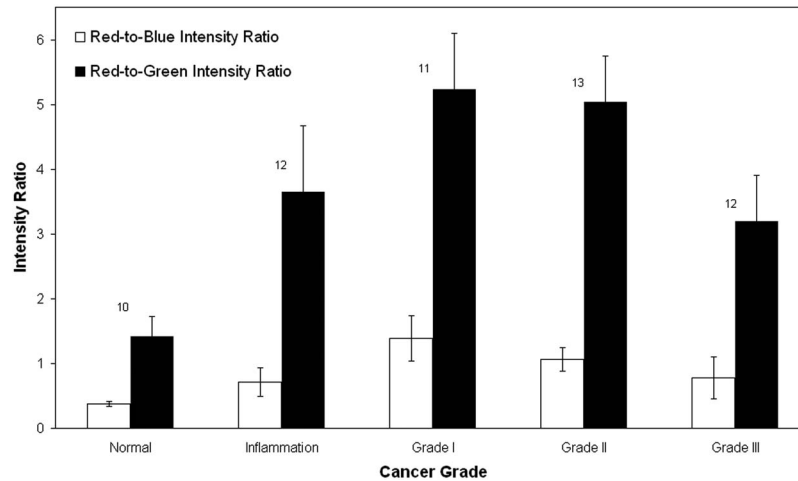 6
Red-to-Blue Intensity Ratio
Red-to-Green Intensity Ratio
11
13
5
12
4
12
3
2
10
1
0
Intensity Ratio
Normal Inflammation Grade I Grade II Grade III
Cancer Grade